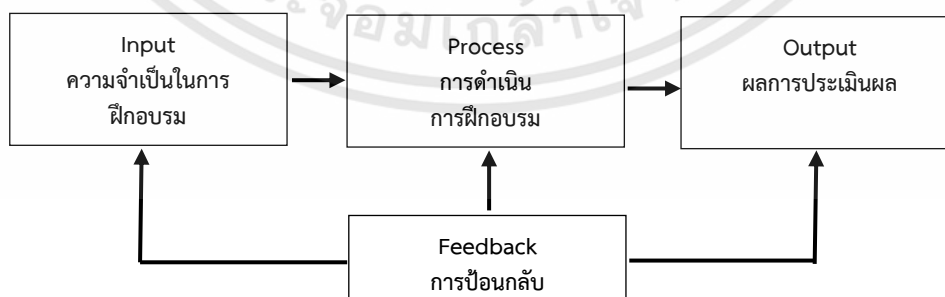 Input
ความจำเป็นในการ
ฝึกอบรม
Process
การดำเนิน
การฝึกอบรม
Output
ผลการประเมินผล
Feedback
การป้อนกลับ